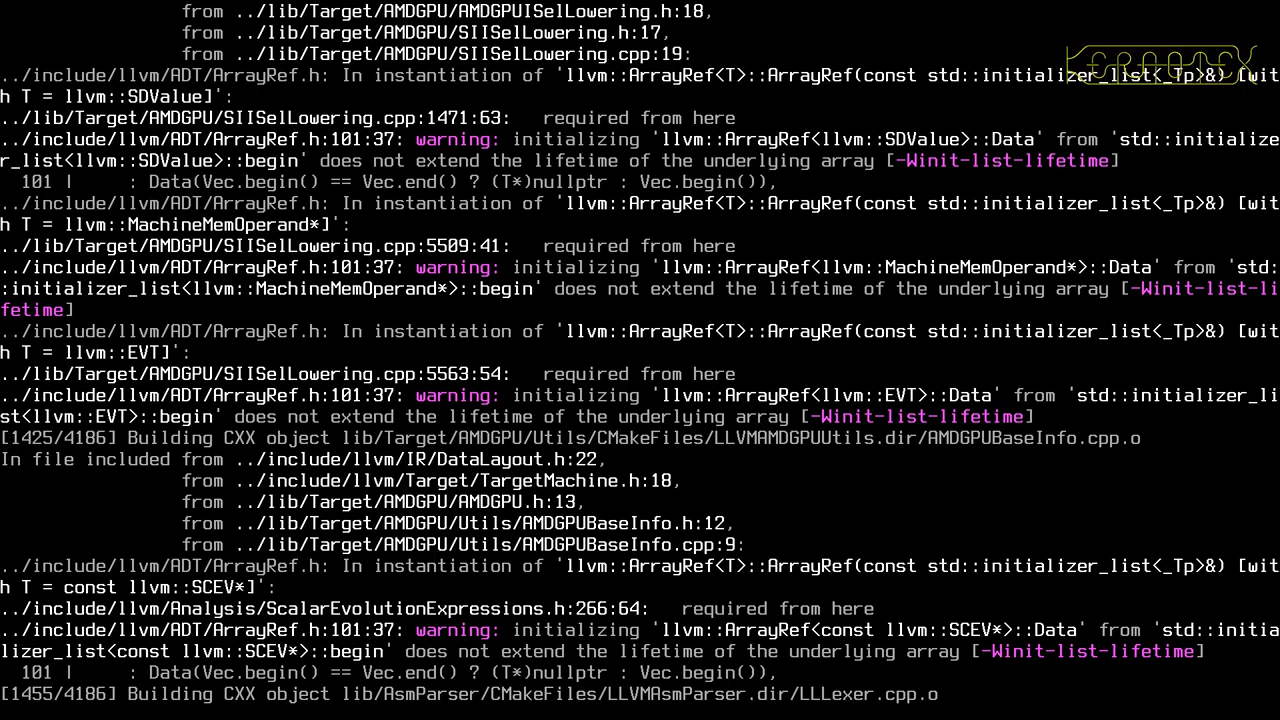 from ../lib/Target/AMDGPU/AMDGPUISelLowering.h:18,
from ../lib/Target/AMDGPU/SIISelLowering.h:17,
from ../lib/Target/AMDGPU/SIISelLowering.cpp:19:
../include/llvm/ADT/ArrayRef.h: In instantiation of 'llvm::ArrayRef<T>::ArrayRef(const std::initializer_list<_Tp>&) [wit
h T = llvm::SDValue]':
../lib/Target/AMDGPU/SIISelLowering.cpp:1471:63:   required from here
../include/llvm/ADT/ArrayRef.h:101:37: warning: initializing 'llvm::ArrayRef<llvm::SDValue>::Data' from 'std::initialize
r_list<llvm::SDValue>::begin' does not extend the lifetime of the underlying array [-Winit-list-lifetime]
101 |     : Data(Vec.begin() == Vec.end() ? (T*)nullptr : Vec.begin()),
../include/llvm/ADT/ArrayRef.h: In instantiation of 'llvm::ArrayRef<T>::ArrayRef(const std::initializer_list<_Tp>&) [wit
h T = llvm::MachineMemOperand*]':
../lib/Target/AMDGPU/SIISelLowering.cpp:5509:41:   required from here
../include/llvm/ADT/ArrayRef.h:101:37: warning: initializing 'llvm::ArrayRef<llvm::MachineMemOperand*>::Data' from 'std:
:initializer_list<llvm::MachineMemOperand*>::begin' does not extend the lifetime of the underlying array [-Winit-list-li
fetime]
../include/llvm/ADT/ArrayRef.h: In instantiation of 'llvm::ArrayRef<T>::ArrayRef(const std::initializer_list<_Tp>&) [wit
h T = llvm::EVT]':
../lib/Target/AMDGPU/SIISelLowering.cpp:5563:54:   required from here
../include/llvm/ADT/ArrayRef.h:101:37: warning: initializing 'llvm::ArrayRef<llvm::EVT>::Data' from 'std::initializer_li
st<llvm::EVT>::begin' does not extend the lifetime of the underlying array [-Winit-list-lifetime]
[1425/4186] Building CXX object lib/Target/AMDGPU/Utils/CMakeFiles/LLVMAMDGPUUtils.dir/AMDGPUBaseInfo.cpp.o
In file included from ../include/llvm/IR/DataLayout.h:22,
from ../include/llvm/Target/TargetMachine.h:18,
from ../lib/Target/AMDGPU/AMDGPU.h:13,
from ../lib/Target/AMDGPU/Utils/AMDGPUBaseInfo.h:12,
from ../lib/Target/AMDGPU/Utils/AMDGPUBaseInfo.cpp:9:
../include/llvm/ADT/ArrayRef.h: In instantiation of 'llvm::ArrayRef<T>::ArrayRef(const std::initializer_list<_Tp>&) [wit
h T = const llvm::SCEV*]':
../include/llvm/Analysis/ScalarEvolutionExpressions.h:266:64:   required from here
../include/llvm/ADT/ArrayRef.h:101:37: warning: initializing 'llvm::ArrayRef<const llvm::SCEV*>::Data' from 'std::initia
lizer_list<const llvm::SCEV*>::begin' does not extend the lifetime of the underlying array [-Winit-list-lifetime]
101 |     : Data(Vec.begin() == Vec.end() ? (T*)nullptr : Vec.begin()),
[1455/4186] Building CXX object lib/AsmParser/CMakeFiles/LLVMAsmParser.dir/LLLexer.cpp.o